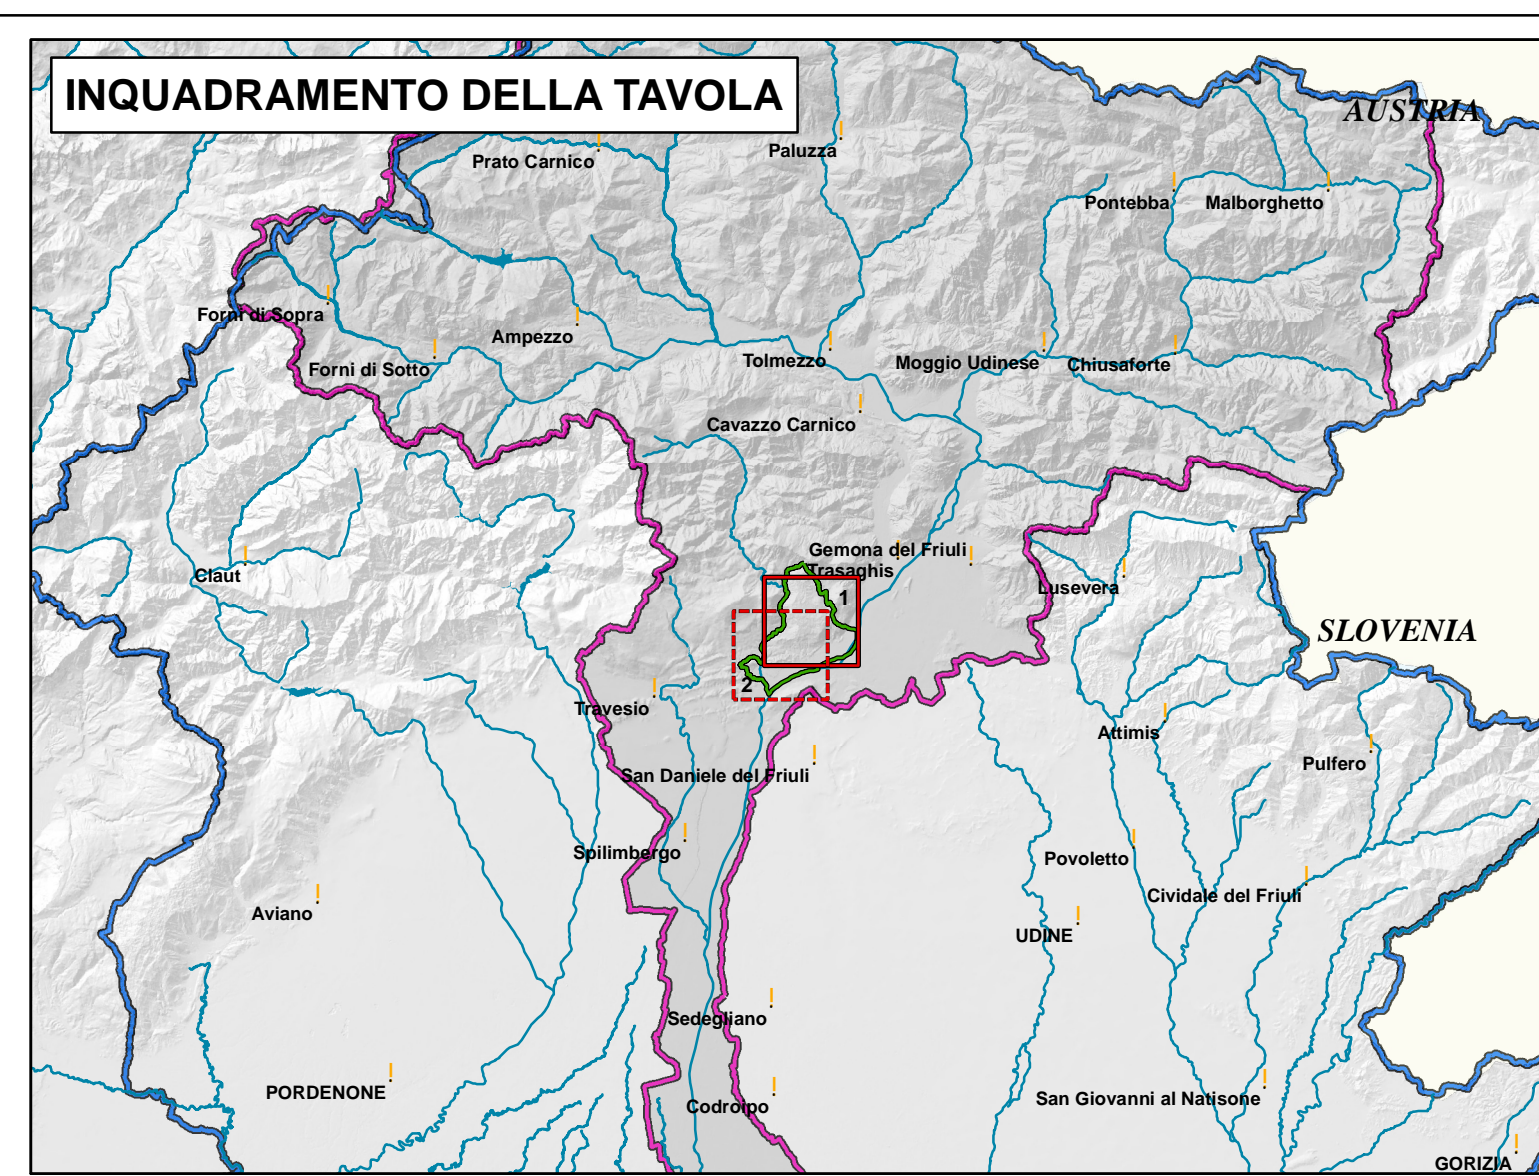 INQUADRAMENTO DELLA TAVOLA
AUSTRIA
Prato Carnico
Paluzza
Pontebba
Malborghetto
Forni di Sopra
Ampezzo
Forni di Sotto
Tolmezzo
Moggio Udinese
Chiusaforte
Cavazzo Carnico
Gemona del Friuli
Trasaghis
Claut
Lusevera
1
SLOVENIA
2
Travesio
Attimis
Pulfero
San Daniele del Friuli
Spilimbergo
Povoletto
Cividale del Friuli
Aviano
UDINE
Sedegliano
PORDENONE
Codroipo
San Giovanni al Natisone
GORIZIA